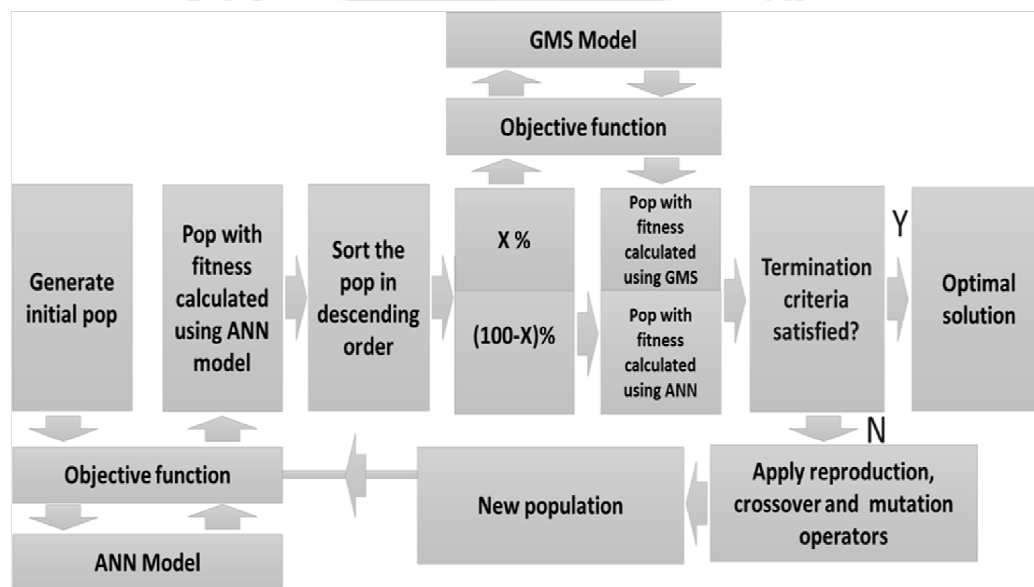 GMS Model
Objective function
Generate
initial pop
Pop with
fitness
calculated
using ANN
model
Sort the
pop in
descending
order
X %
(100-X)%
Pop with
fitness
calculated
using GMS
Pop with
fitness
calculated
using ANN
Termination
criteria
satisfied?
Y
Optimal
solution
N
Objective function
ANN Model
New population
Apply reproduction,
crossover and mutation
operators